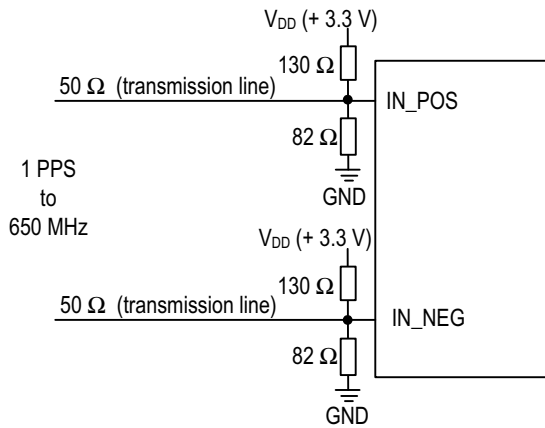 V_DD (+ 3.3 V)
130 Ω
50 Ω (transmission line)
IN_POS
82 Ω
1 PPS
to
650 MHz
GND
V_DD (+ 3.3 V)
130 Ω
50 Ω (transmission line)
IN_NEG
82 Ω
GND